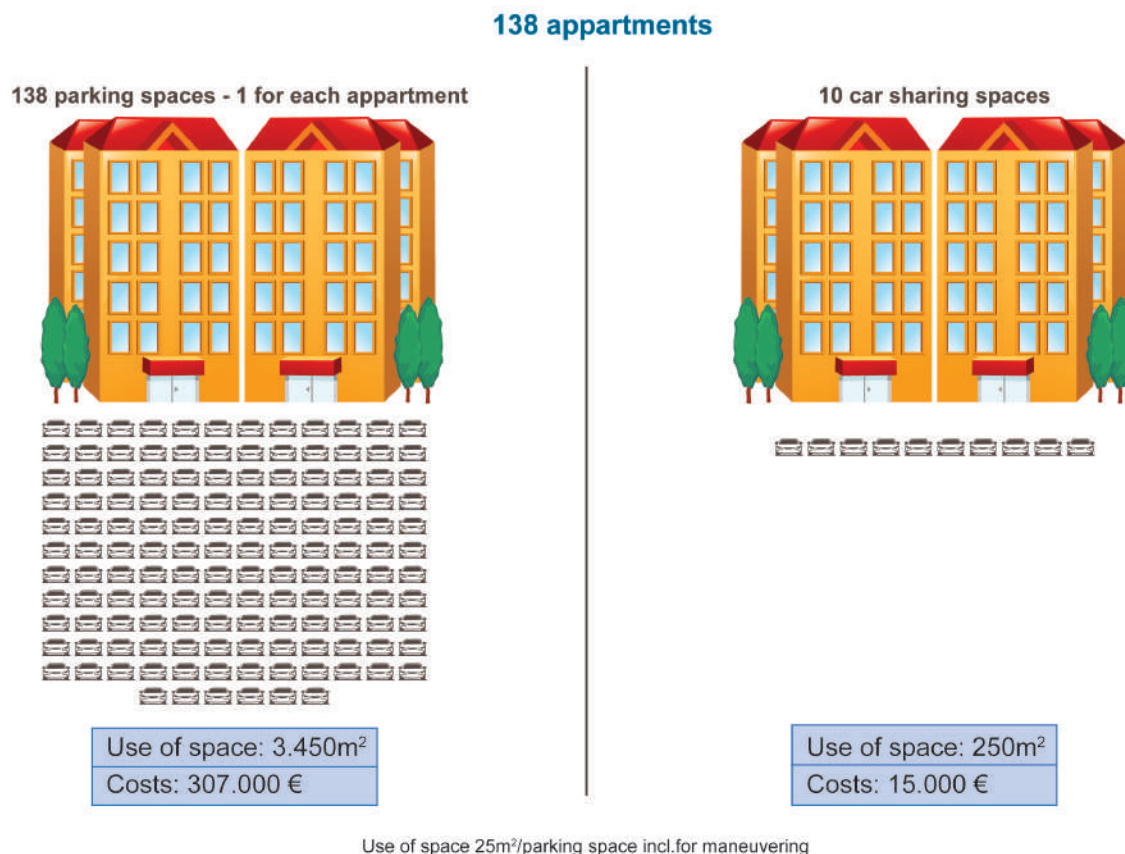 138 appartments
138 parking spaces - 1 for each appartment
10 car sharing spaces
Use of space: 3.450m²
Costs: 307.000 €
Use of space: 250m²
Costs: 15.000 €
Use of space 25m²/parking space incl.for maneuvering